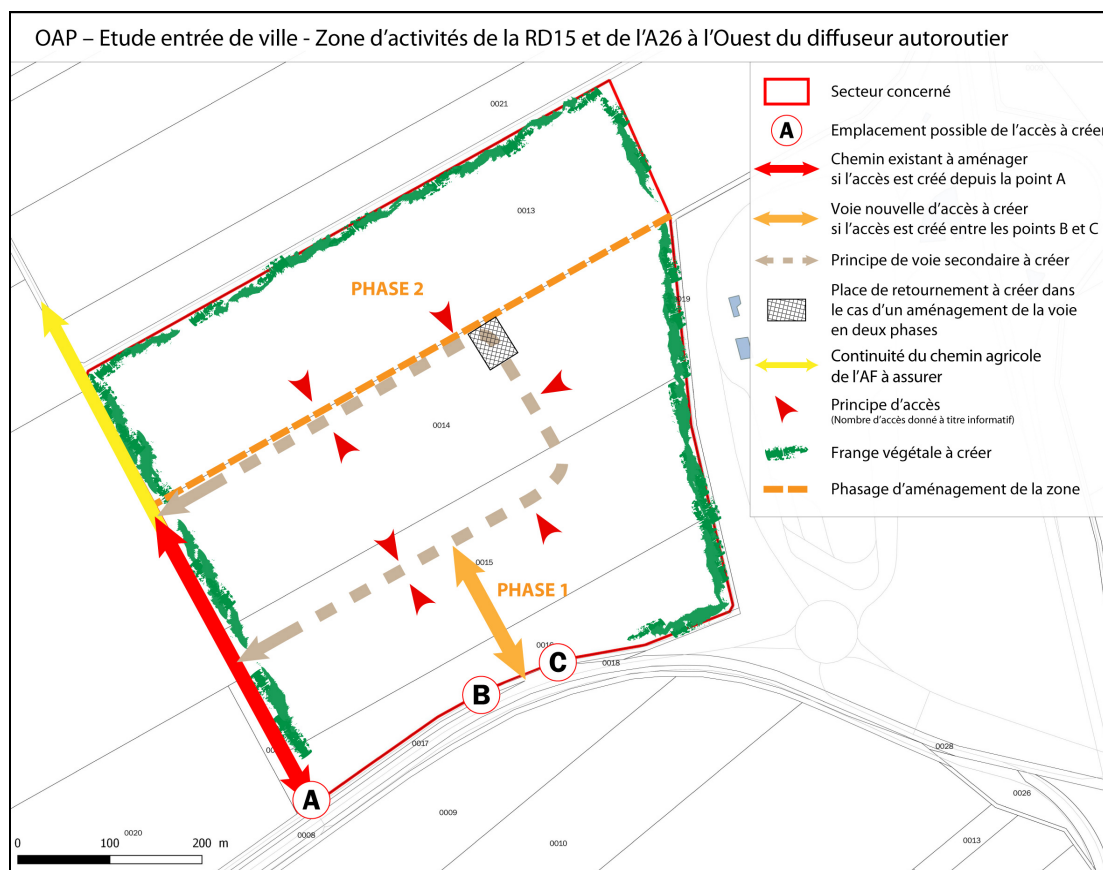 OAP – Etude entrée de ville - Zone d'activités de la RD15 et de l'A26 à l'Ouest du diffuseur autoroutier
Secteur concerné
A
Emplacement possible de l'accès à créer
Chemin existant à aménager
si l'accès est créé depuis la point A
Voie nouvelle d'accès à créer
si l'accès est créé entre les points B et C
Principe de voie secondaire à créer
Place de retournement à créer dans
le cas d'un aménagement de la voie
en deux phases
Continuité du chemin agricole
de l'AF à assurer
Principe d'accès
(Nombre d'accès donné à titre informatif)
Frange végétale à créer
Phasage d'aménagement de la zone
0021
0013
PHASE 2
0019
0014
0015
PHASE 1
C
0018
B
0017
A
0008
0009
0010
0028
0026
0013
0020
0 100 200 m